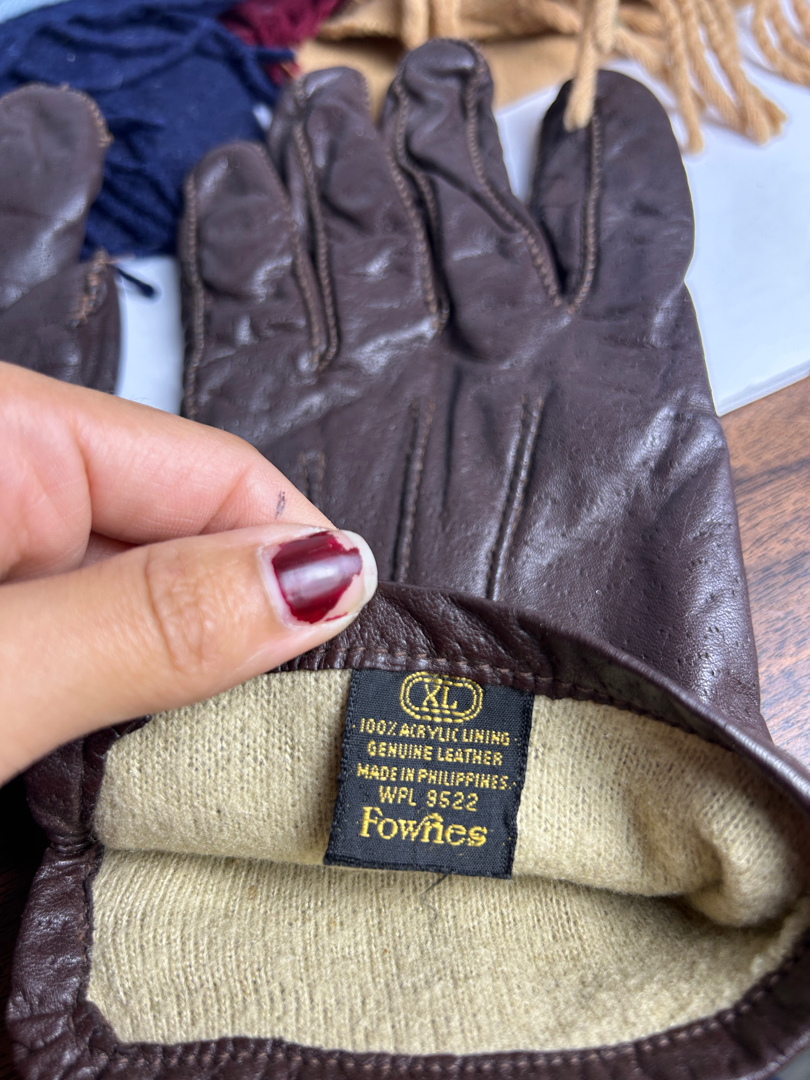 XL
100% ACRYLIC LINING
GENUINE LEATHER
MADE IN PHILIPPINES.
WPL 9522
Fownes